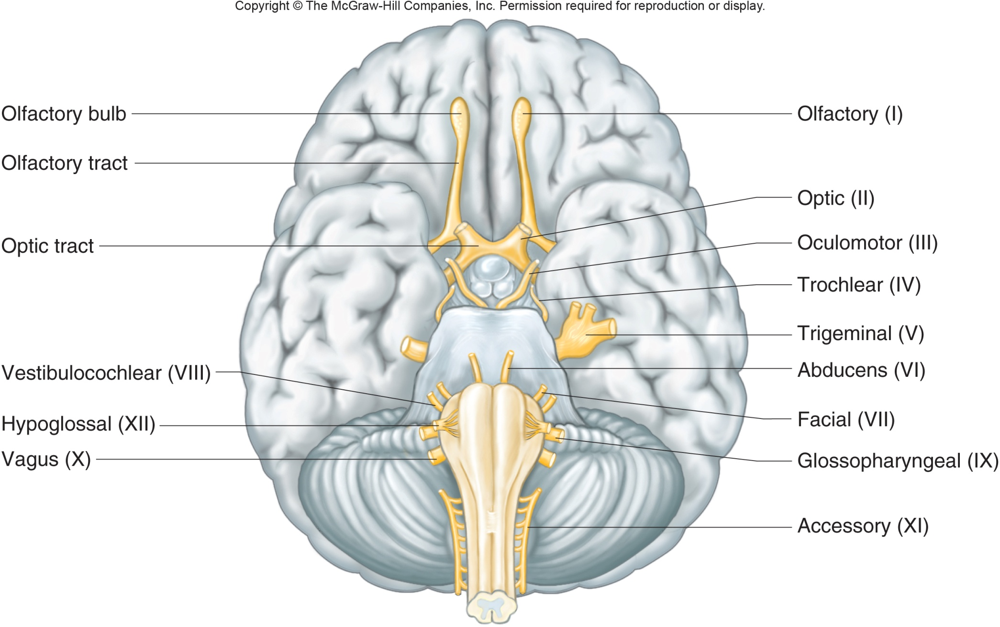 Copyright © The McGraw-Hill Companies, Inc. Permission required for reproduction or display.
Olfactory bulb
Olfactory tract
Optic tract
Vestibulocochlear (VIII)
Hypoglossal (XII)
Vagus (X)
Olfactory (I)
Optic (II)
Oculomotor (III)
Trochlear (IV)
Trigeminal (V)
Abducens (VI)
Facial (VII)
Glossopharyngeal (IX)
Accessory (XI)